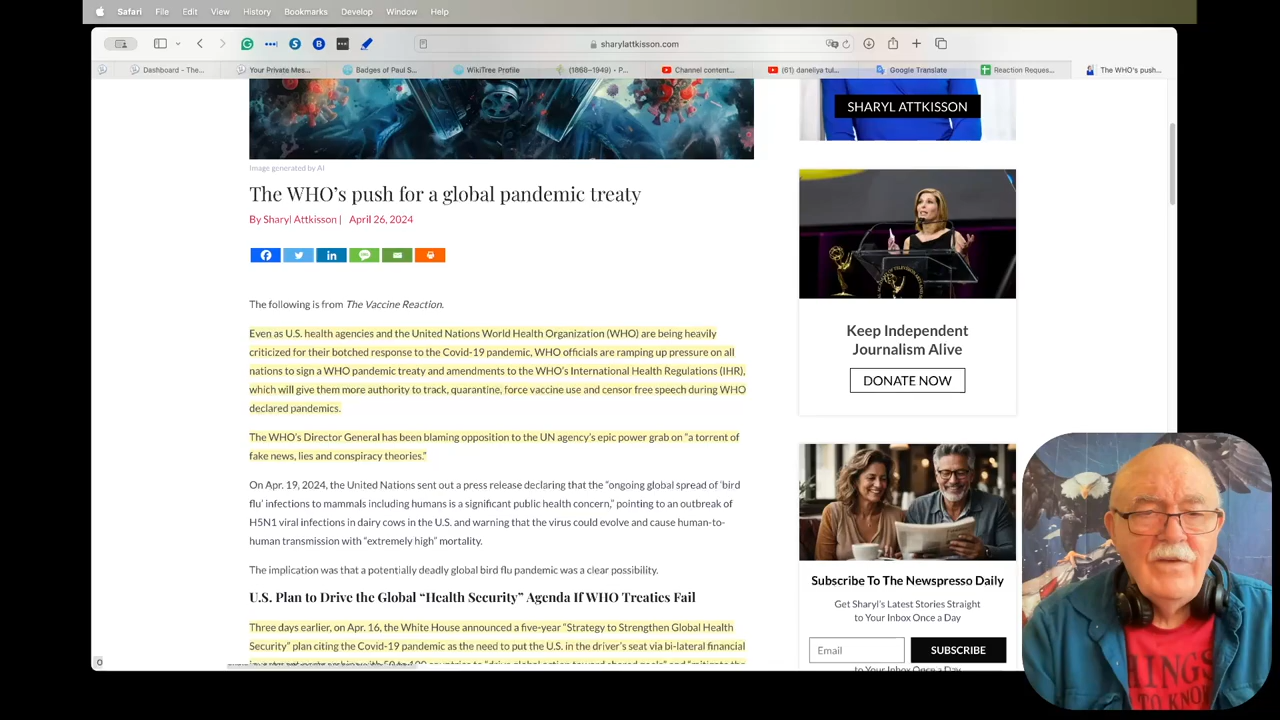 Safari File Edit View History Bookmarks Develop Window Help
sharylattkisson.com
Dashboard - The... Your Private Mes... Badges of Paul S... WikiTree Profile (1868–1949) • P... Channel content... (61) daneliya tul... Google Translate Reaction Reques... The WHO's push...
SHARYL ATTKISSON
Image generated by AI
The WHO's push for a global pandemic treaty
By Sharyl Attkisson | April 26, 2024
The following is from The Vaccine Reaction.
Even as U.S. health agencies and the United Nations World Health Organization (WHO) are being heavily
criticized for their botched response to the Covid-19 pandemic, WHO officials are ramping up pressure on all
nations to sign a WHO pandemic treaty and amendments to the WHO's International Health Regulations (IHR),
which will give them more authority to track, quarantine, force vaccine use and censor free speech during WHO
declared pandemics.
The WHO's Director General has been blaming opposition to the UN agency's epic power grab on "a torrent of
fake news, lies and conspiracy theories."
On Apr. 19, 2024, the United Nations sent out a press release declaring that the "ongoing global spread of 'bird
flu' infections to mammals including humans is a significant public health concern," pointing to an outbreak of
H5N1 viral infections in dairy cows in the U.S. and warning that the virus could evolve and cause human-to-
human transmission with "extremely high" mortality.
The implication was that a potentially deadly global bird flu pandemic was a clear possibility.
U.S. Plan to Drive the Global "Health Security" Agenda If WHO Treaties Fail
Three days earlier, on Apr. 16, the White House announced a five-year "Strategy to Strengthen Global Health
Security" plan citing the Covid-19 pandemic as the need to put the U.S. in the driver's seat via bi-lateral financial
Keep Independent
Journalism Alive
DONATE NOW
Subscribe To The Newspresso Daily
Get Sharyl's Latest Stories Straight
to Your Inbox Once a Day
Email SUBSCRIBE
to Your Inbox Once a Day
THINGS
TO KNOW